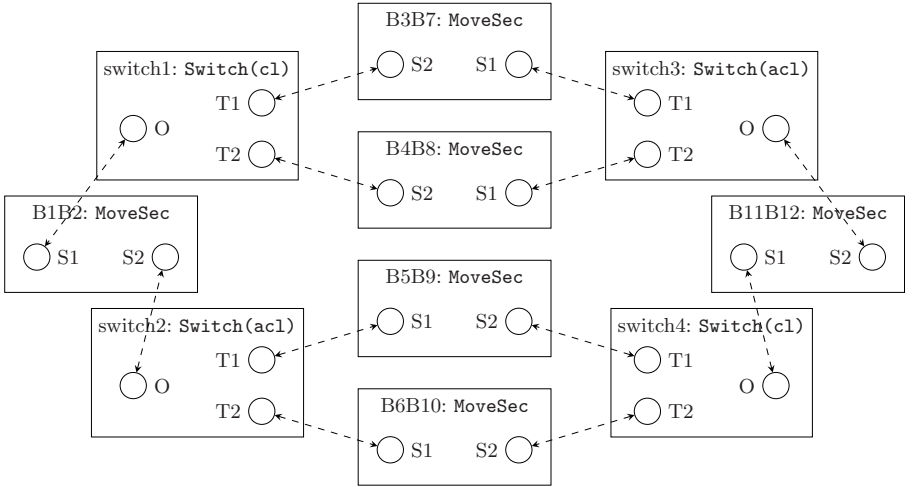 B3B7: MoveSec
S2 S1
switch1: Switch(cl)
T1
O
T2
switch3: Switch(acl)
T1
O
T2
B4B8: MoveSec
S2 S1
B1B2: MoveSec
S1 S2
B11B12: MoveSec
S1 S2
B5B9: MoveSec
S1 S2
switch2: Switch(acl)
T1
O
T2
switch4: Switch(cl)
T1
O
T2
B6B10: MoveSec
S1 S2